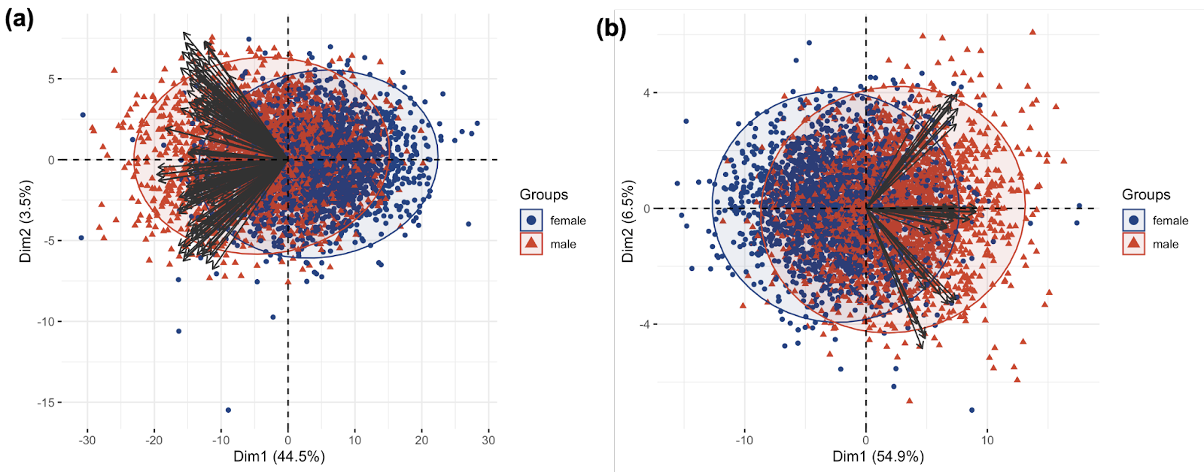 (a)
5
0
-5
-10
-15
-30
-20
-10
0
10
20
30
Dim2 (3.5%)
Dim1 (44.5%)
Groups
female
male
(b)
4
0
-4
-10
0
10
Dim2 (6.5%)
Dim1 (54.9%)
Groups
female
male